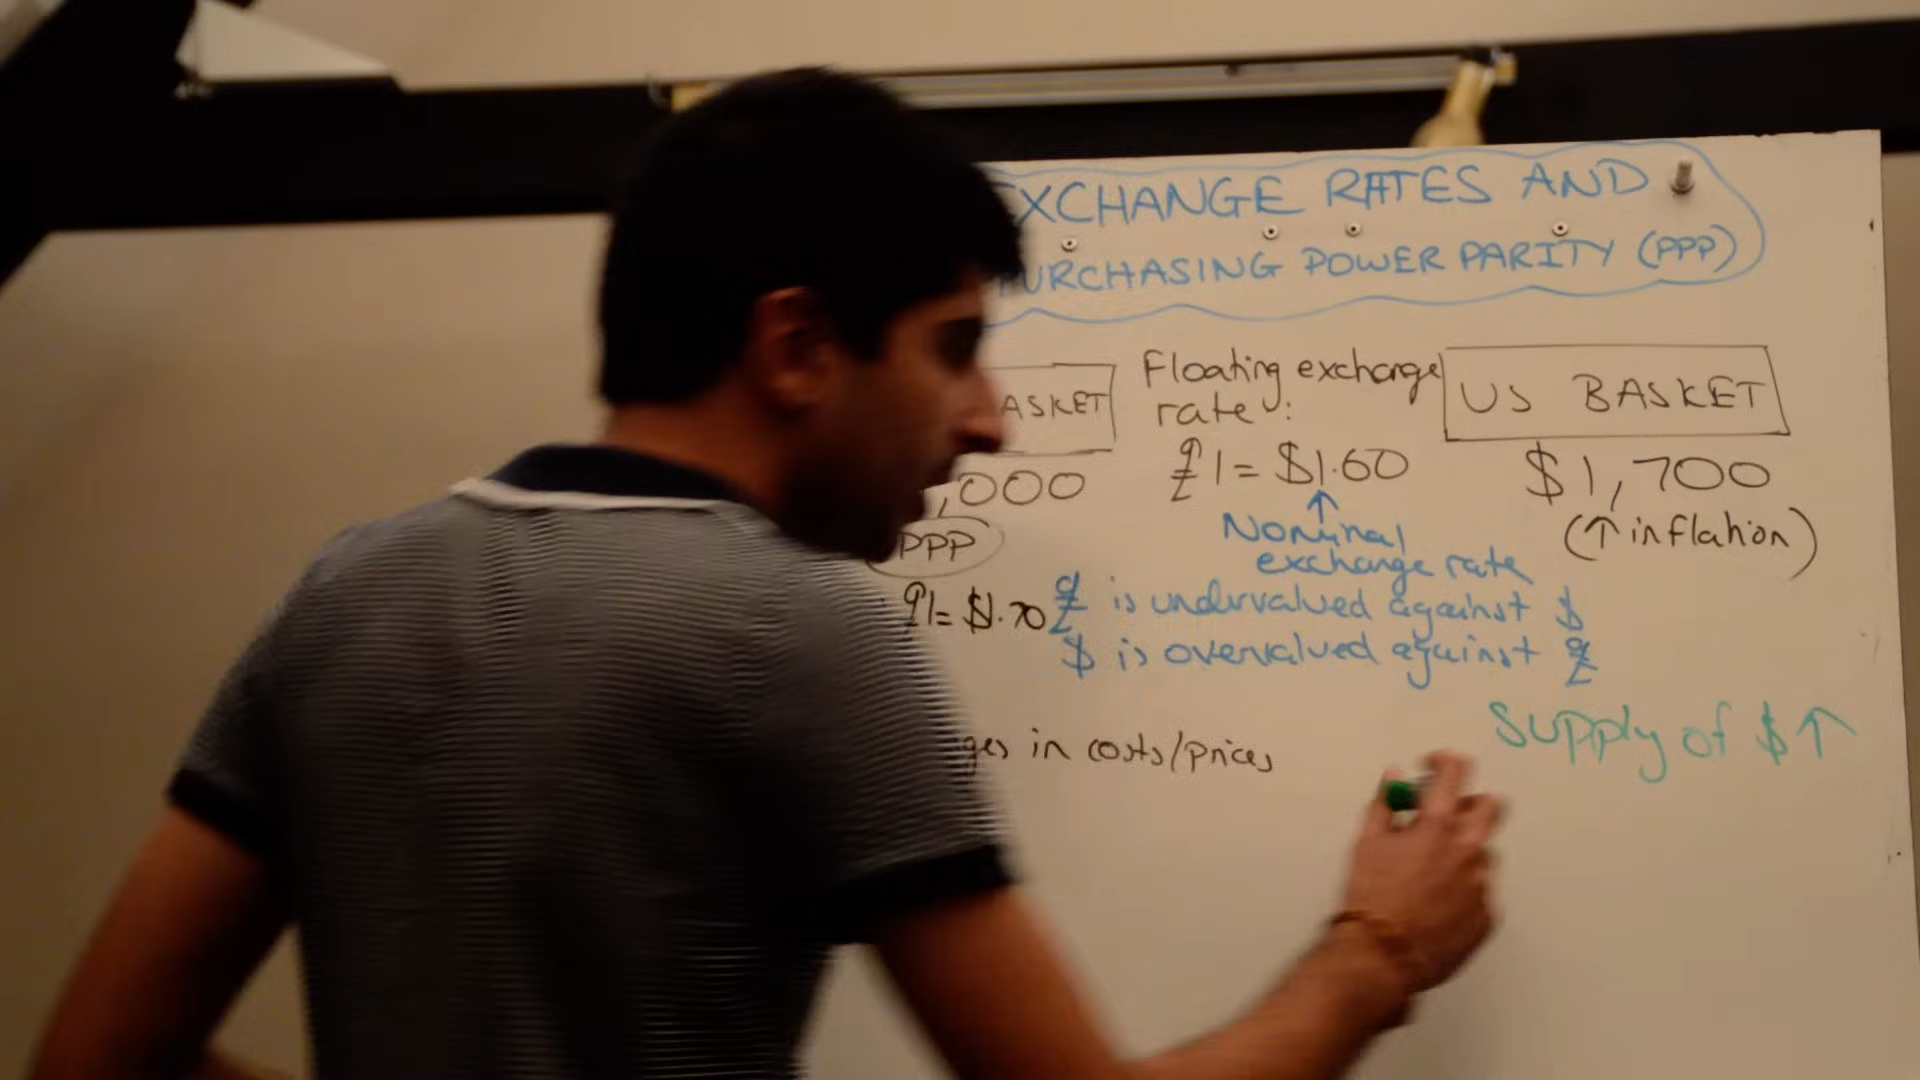 EXCHANGE RATES AND
PURCHASING POWER PARITY (PPP)
BASKET
Floating exchange
rate:
US BASKET
,000
£1 = $1.60
$1,700
PPP
Nominal
exchange rate
(↑ inflation)
£1 = $1.70
£ is undervalued against $
$ is overvalued against £
Supply of $ ↑
in costs/prices